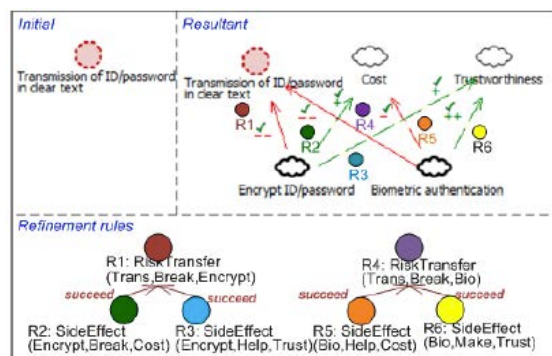 Initial
Transmission of ID/password
in clear text
Resultant
Transmission of ID/password
in clear text
Cost
Trustworthiness
R1
R2
R4
R5
R6
R3
Encrypt ID/password
Biometric authentication
Refinement rules
R1: RiskTransfer
(Trans,Break,Encrypt)
succeed
succeed
R2: SideEffect
(Encrypt,Break,Cost)
R3: SideEffect
(Encrypt,Help,Trust)
R4: RiskTransfer
(Trans,Break,Bio)
succeed
succeed
R5: SideEffect
(Bio,Help,Cost)
R6: SideEffect
(Bio,Make,Trust)